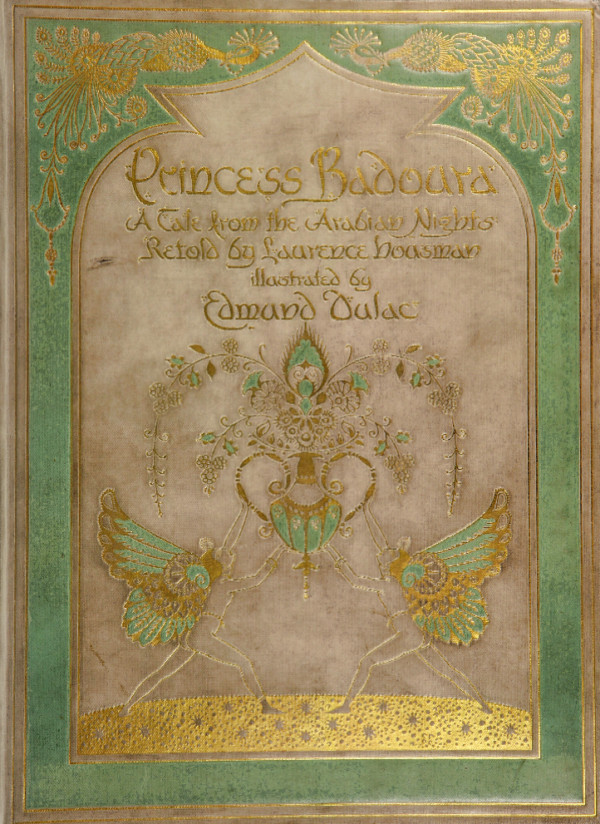 Princess Badoura
A Tale from the Arabian Nights
Retold by Laurence Housman
illustrated by
Edmund Dulac